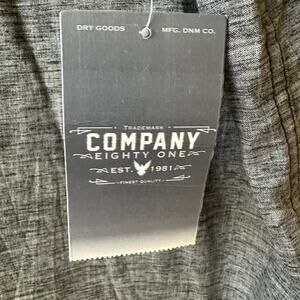 DRY GOODS MFG. DNM CO.
TRADEMARK
COMPANY
EIGHTY ONE
EST. 1981
FINEST QUALITY